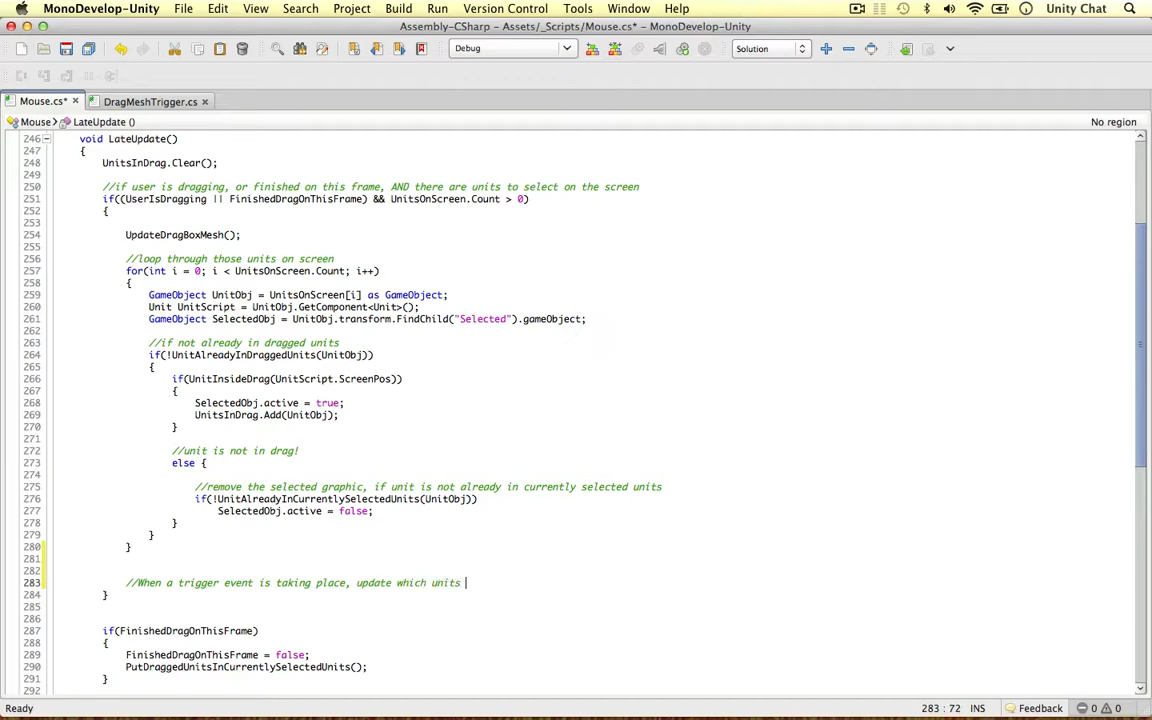 MonoDevelop-Unity File Edit View Search Project Build Run Version Control Tools Window Help Unity Chat
Assembly-CSharp - Assets/_Scripts/Mouse.cs* - MonoDevelop-Unity
Debug Solution
Mouse.cs* DragMeshTrigger.cs
Mouse LateUpdate () No region
246 void LateUpdate()
247 {
248 UnitsInDrag.Clear();
249
250 //if user is dragging, or finished on this frame, AND there are units to select on the screen
251 if((UserIsDragging || FinishedDragOnThisFrame) && UnitsOnScreen.Count > 0)
252 {
253
254 UpdateDragBoxMesh();
255
256 //loop through those units on screen
257 for(int i = 0; i < UnitsOnScreen.Count; i++)
258 {
259 GameObject UnitObj = UnitsOnScreen[i] as GameObject;
260 Unit UnitScript = UnitObj.GetComponent<Unit>();
261 GameObject SelectedObj = UnitObj.transform.FindChild("Selected").gameObject;
262
263 //if not already in dragged units
264 if(!UnitAlreadyInDraggedUnits(UnitObj))
265 {
266 if(UnitInsideDrag(UnitScript.ScreenPos))
267 {
268 SelectedObj.active = true;
269 UnitsInDrag.Add(UnitObj);
270 }
271
272 //unit is not in drag!
273 else {
274
275 //remove the selected graphic, if unit is not already in currently selected units
276 if(!UnitAlreadyInCurrentlySelectedUnits(UnitObj))
277 SelectedObj.active = false;
278 }
279 }
280 }
281
282
283 //When a trigger event is taking place, update which units
284 }
285
286
287 if(FinishedDragOnThisFrame)
288 {
289 FinishedDragOnThisFrame = false;
290 PutDraggedUnitsInCurrentlySelectedUnits();
291 }
292
Ready 283 : 72 INS Feedback 0 0